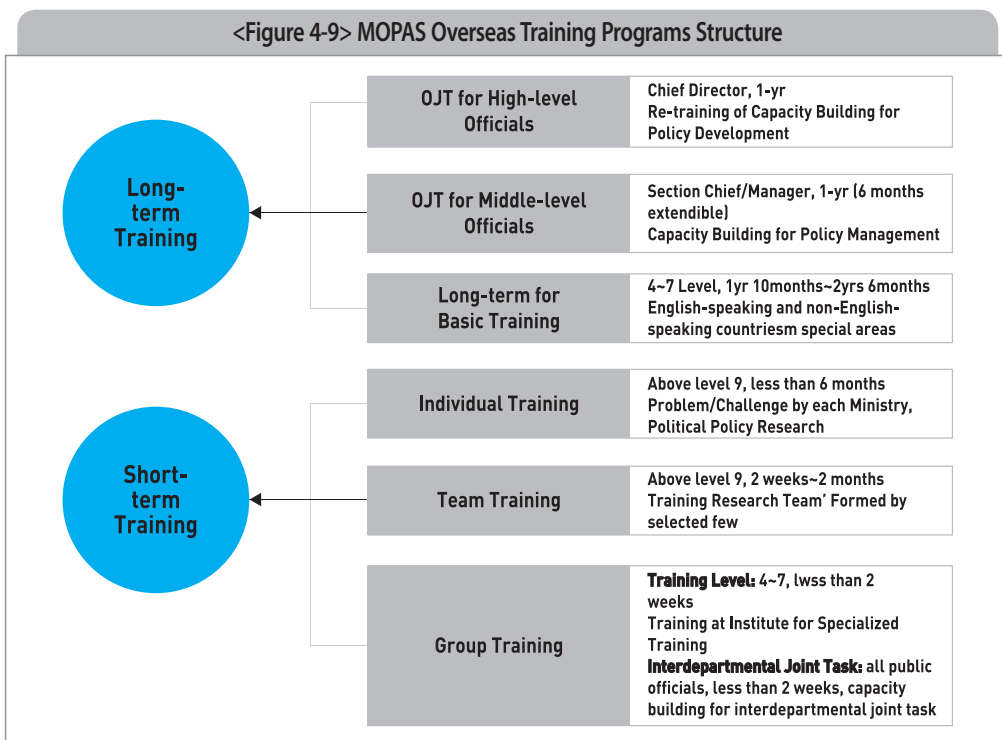 <Figure 4-9> MOPAS Overseas Training Programs Structure
Long-
term
Training
OJT for High-level
Officials
Chief Director, 1-yr
Re-training of Capacity Building for
Policy Development
OJT for Middle-level
Officials
Section Chief/Manager, 1-yr (6 months
extendible)
Capacity Building for Policy Management
Long-term for
Basic Training
4~7 Level, 1yr 10months~2yrs 6months
English-speaking and non-English-
speaking countriesm special areas
Short-
term
Training
Individual Training
Above level 9, less than 6 months
Problem/Challenge by each Ministry,
Political Policy Research
Team Training
Above level 9, 2 weeks~2 months
Training Research Team' Formed by
selected few
Group Training
Training Level: 4~7, lwss than 2
weeks
Training at Institute for Specialized
Training
Interdepartmental Joint Task: all public
officials, less than 2 weeks, capacity
building for interdepartmental joint task